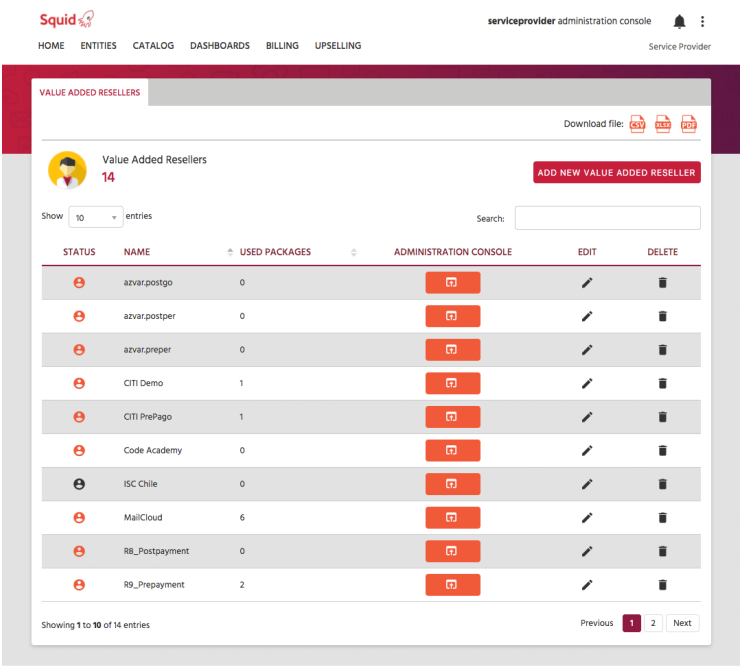 Squid
serviceprovider administration console
HOME ENTITIES CATALOG DASHBOARDS BILLING UPSELLING
Service Provider
VALUE ADDED RESELLERS
Download file: CSV XLSX PDF
Value Added Resellers
14
ADD NEW VALUE ADDED RESELLER
Show 10 entries
Search:
STATUS NAME USED PACKAGES ADMINISTRATION CONSOLE EDIT DELETE
azvar.postgo 0
azvar.postper 0
azvar.preper 0
CITI Demo 1
CITI PrePago 1
Code Academy 0
ISC Chile 0
MailCloud 6
R8_Postpayment 0
R9_Prepayment 2
Showing 1 to 10 of 14 entries
Previous 1 2 Next